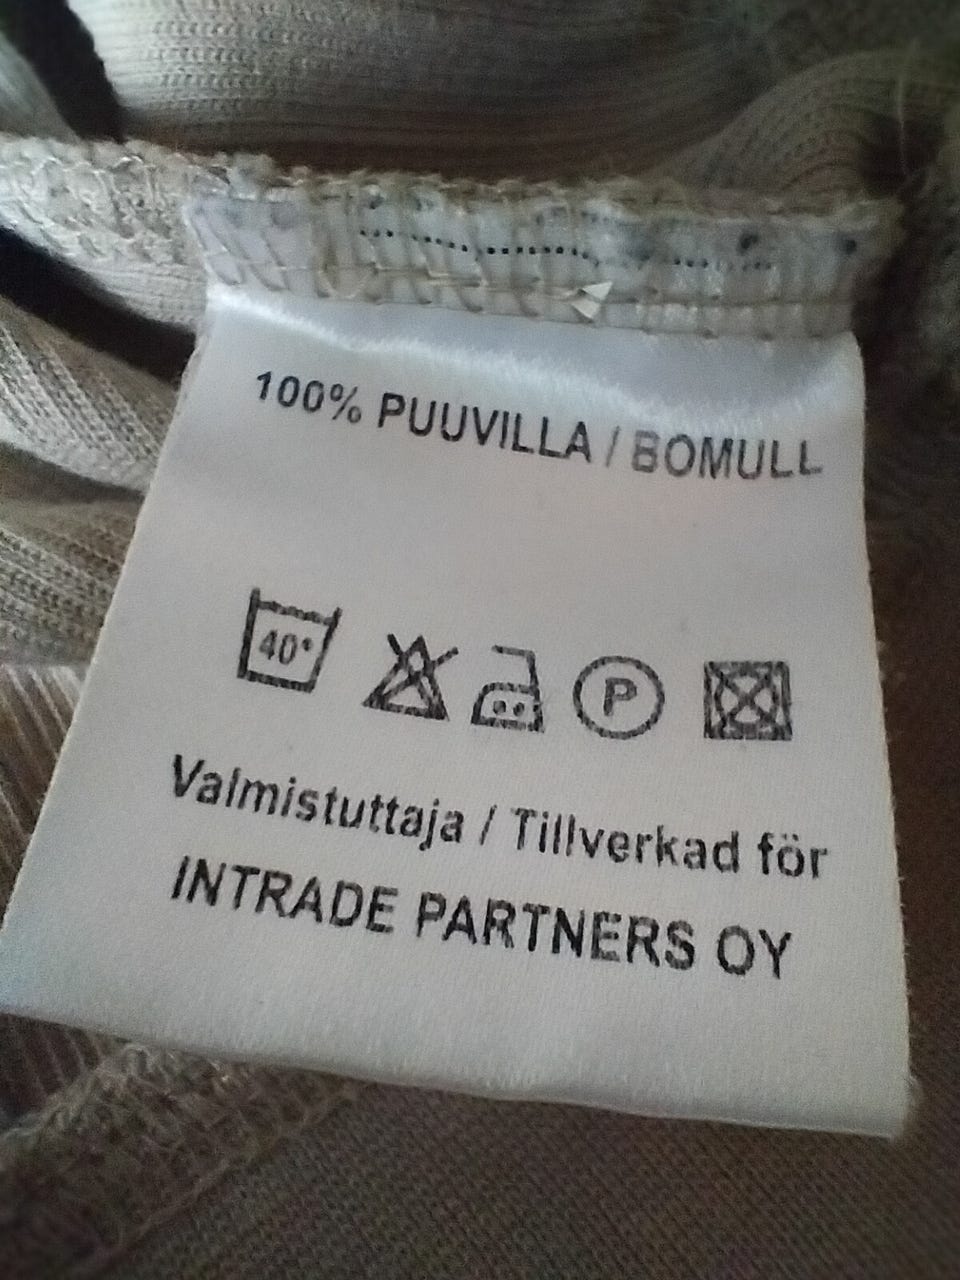 100% PUUVILLA / BOMULL
40°
P
Valmistuttaja / Tillverkad för
INTRADE PARTNERS OY